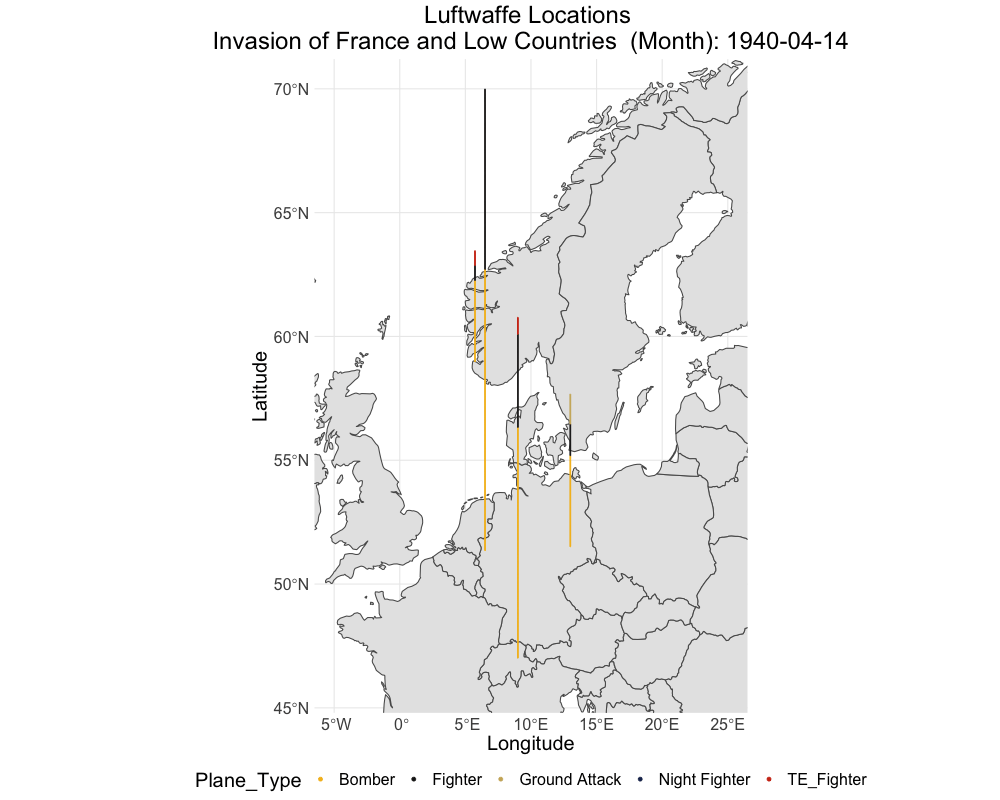 Luftwaffe Locations
Invasion of France and Low Countries  (Month): 1940-04-14
70°N
65°N
60°N
55°N
50°N
45°N
Latitude
5°W 0° 5°E 10°E 15°E 20°E 25°E
Longitude
Plane_Type Bomber Fighter Ground Attack Night Fighter TE_Fighter